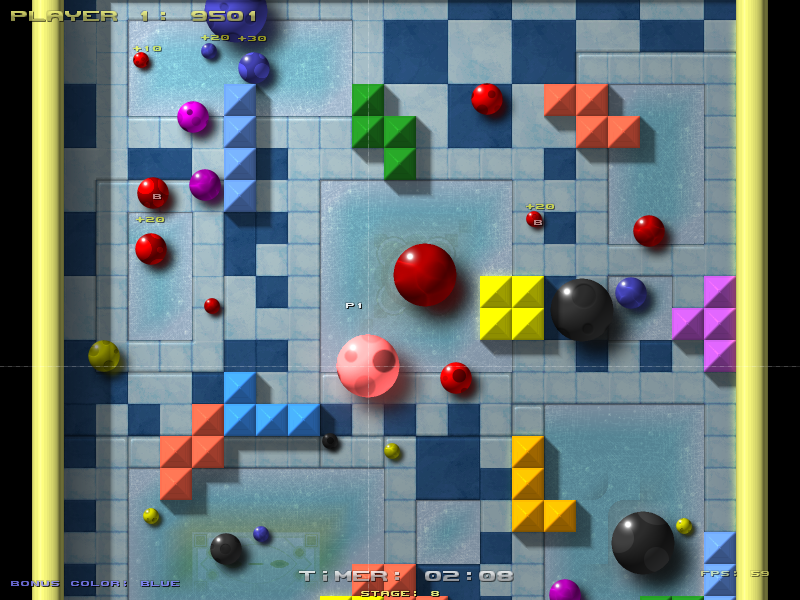 PLAYER 1: 9501
+20 +30
+10
B
+20
+20
B
P1
TIMER: 02:08
BONUS COLOR: BLUE
FPS: 59
STAGE: 8